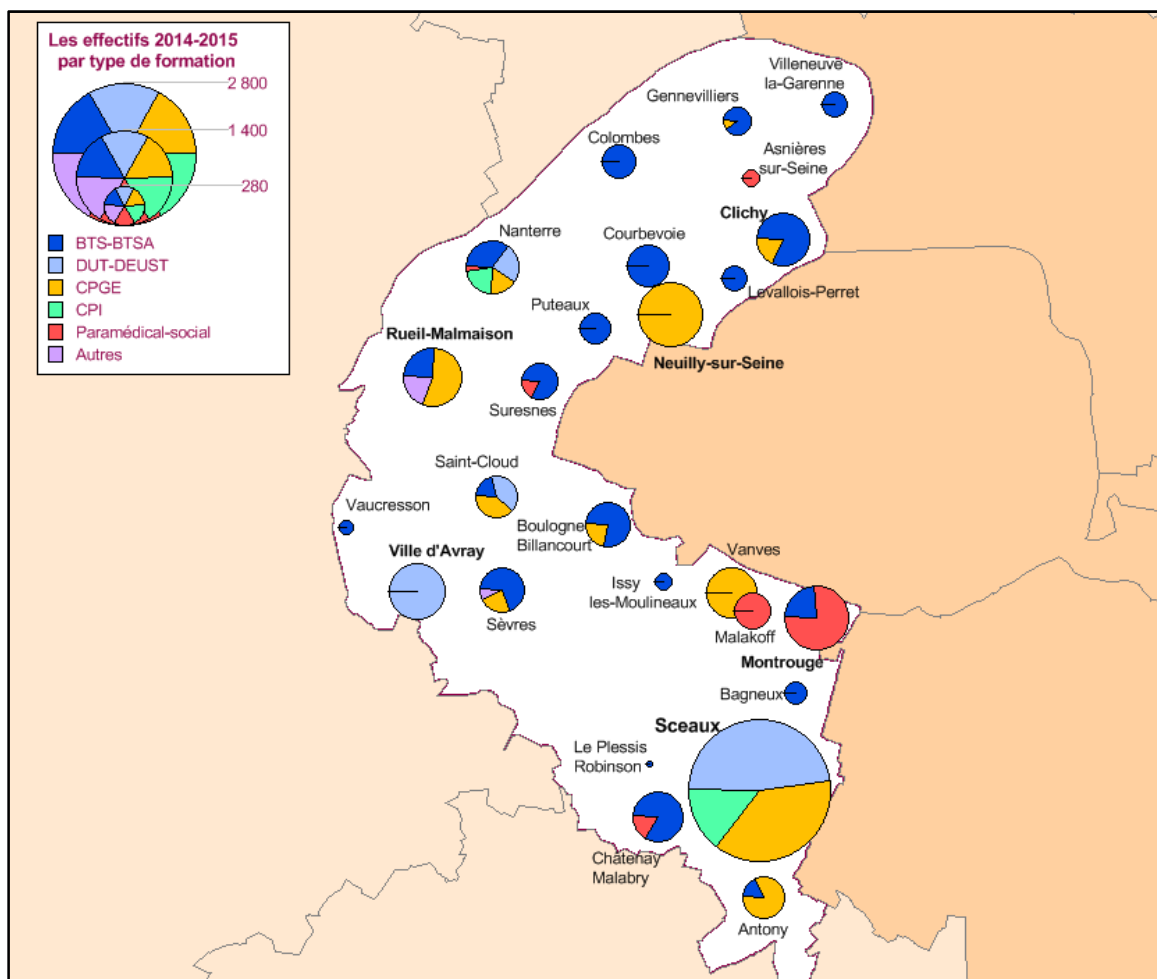 Les effectifs 2014-2015
par type de formation
2 800
1 400
280
BTS-BTSA
DUT-DEUST
CPGE
CPI
Paramédical-social
Autres
Villeneuve
la-Garenne
Gennevilliers
Colombes
Asnières
sur-Seine
Clichy
Nanterre
Courbevoie
Levallois-Perret
Puteaux
Rueil-Malmaison
Neuilly-sur-Seine
Suresnes
Saint-Cloud
Vaucresson
Boulogne
Billancourt
Ville d'Avray
Vanves
Issy
les-Moulineaux
Sèvres
Malakoff
Montrouge
Bagneux
Sceaux
Le Plessis
Robinson
Châtenay
Malabry
Antony